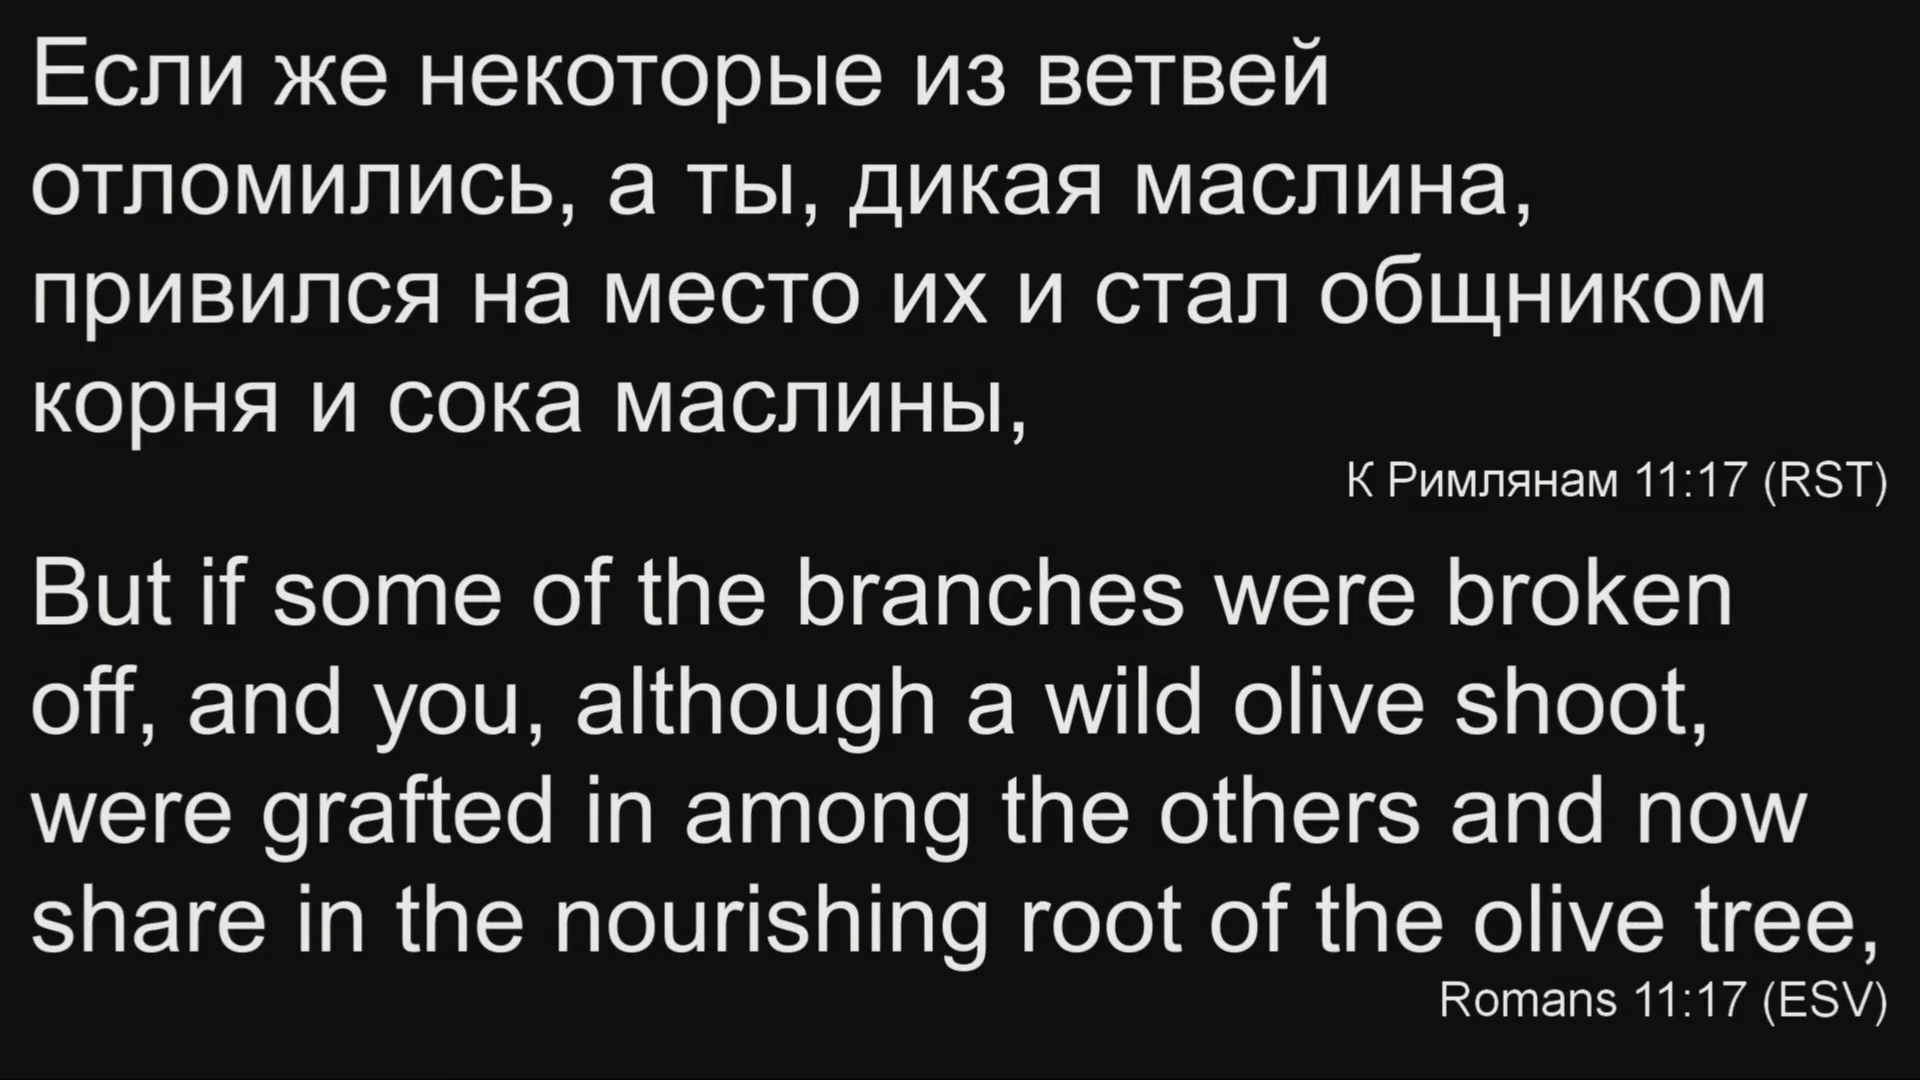 Если же некоторые из ветвей
отломились, а ты, дикая маслина,
привился на место их и стал общником
корня и сока маслины,
К Римлянам 11:17 (RST)
But if some of the branches were broken
off, and you, although a wild olive shoot,
were grafted in among the others and now
share in the nourishing root of the olive tree,
Romans 11:17 (ESV)